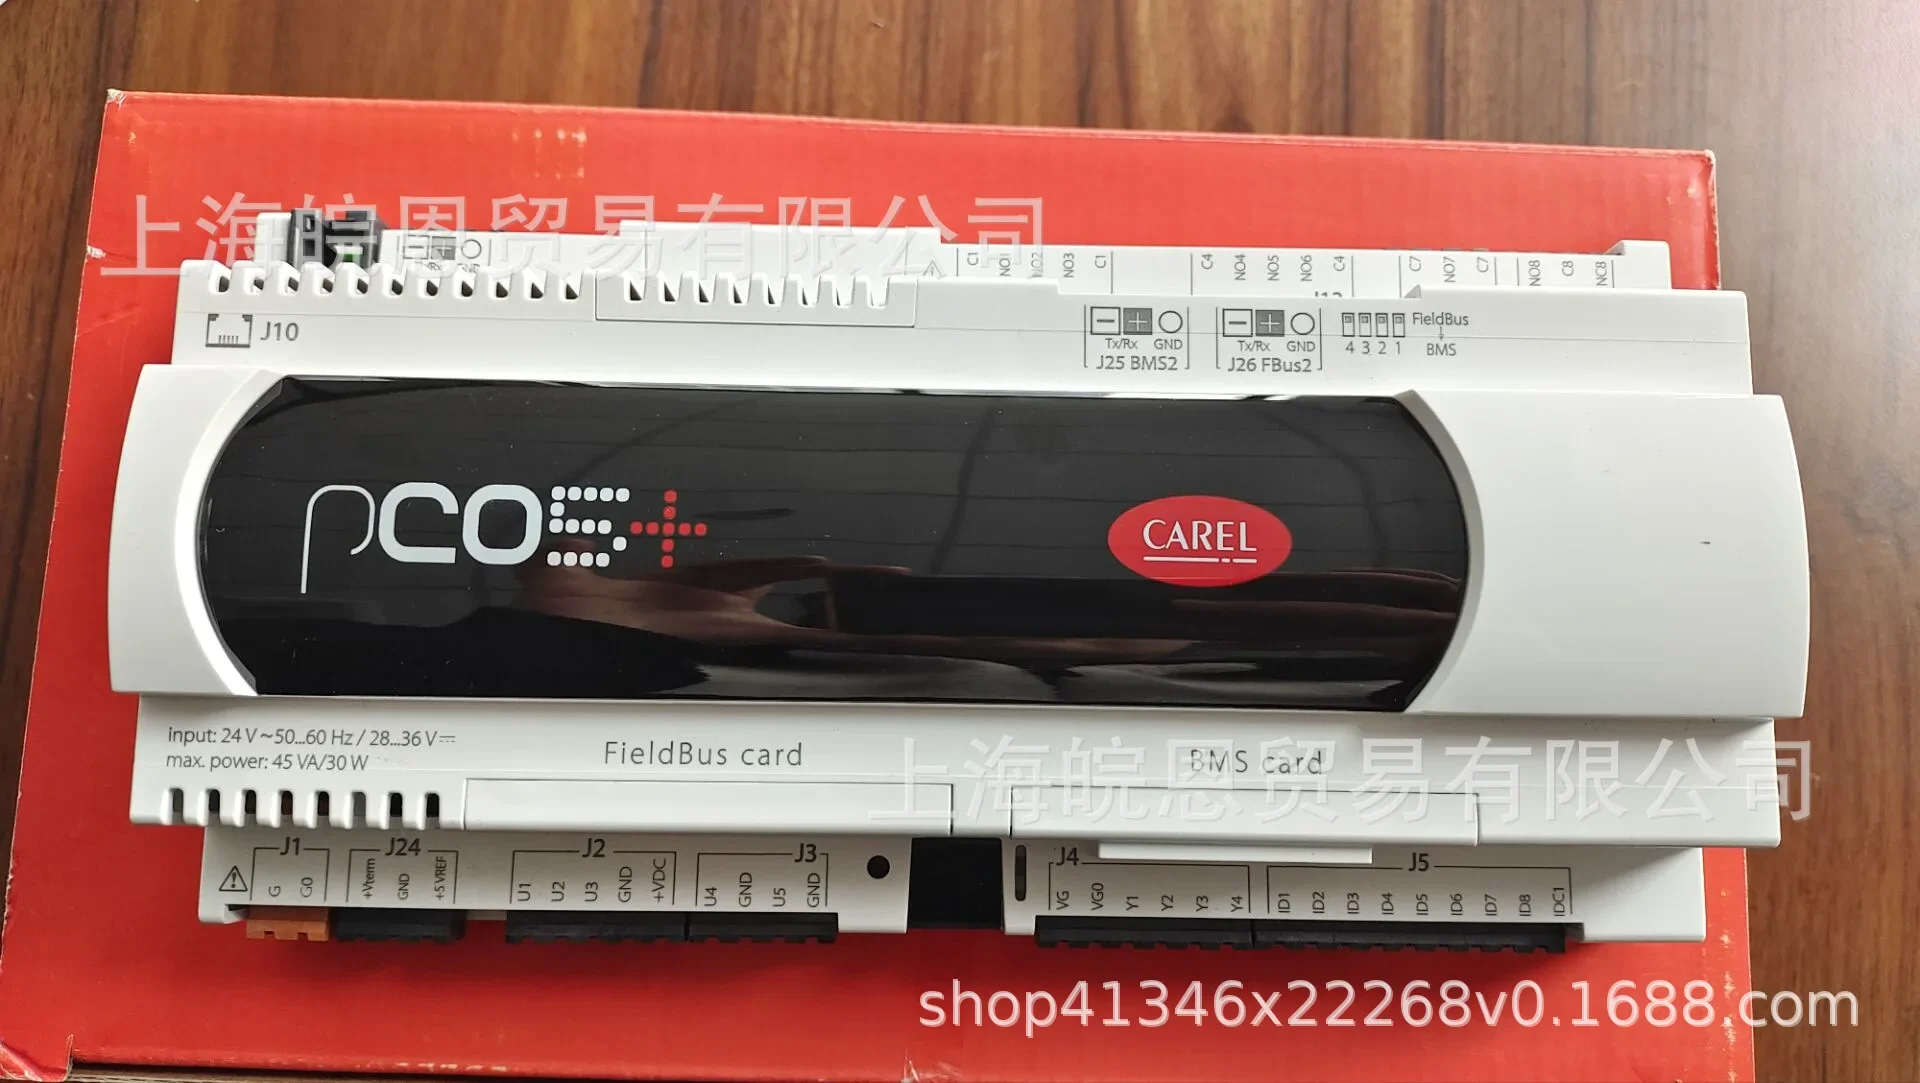 上海皖恩贸易有限公司
C1 NO1 NO2 NO3 C1 C4 NO4 NO5 NO6 C4 C7 NO7 C7 NO8 C8 NC8
J10
Tx/Rx GND
J25 BMS2
Tx/Rx GND
J26 FBus2
4 3 2 1
FieldBus
BMS
pCO5+
CAREL
input: 24 V ~50...60 Hz / 28...36 V
max. power: 45 VA/30 W
FieldBus card
BMS card
上海皖恩贸易有限公司
J1 J24 J2 J3 J4 J5
G G0 +Vterm GND +5 VREF U1 U2 U3 GND +VDC U4 GND U5 GND VG VG0 Y1 Y2 Y3 Y4 ID1 ID2 ID3 ID4 ID5 ID6 ID7 ID8 IDC1
shop41346x22268v0.1688.com